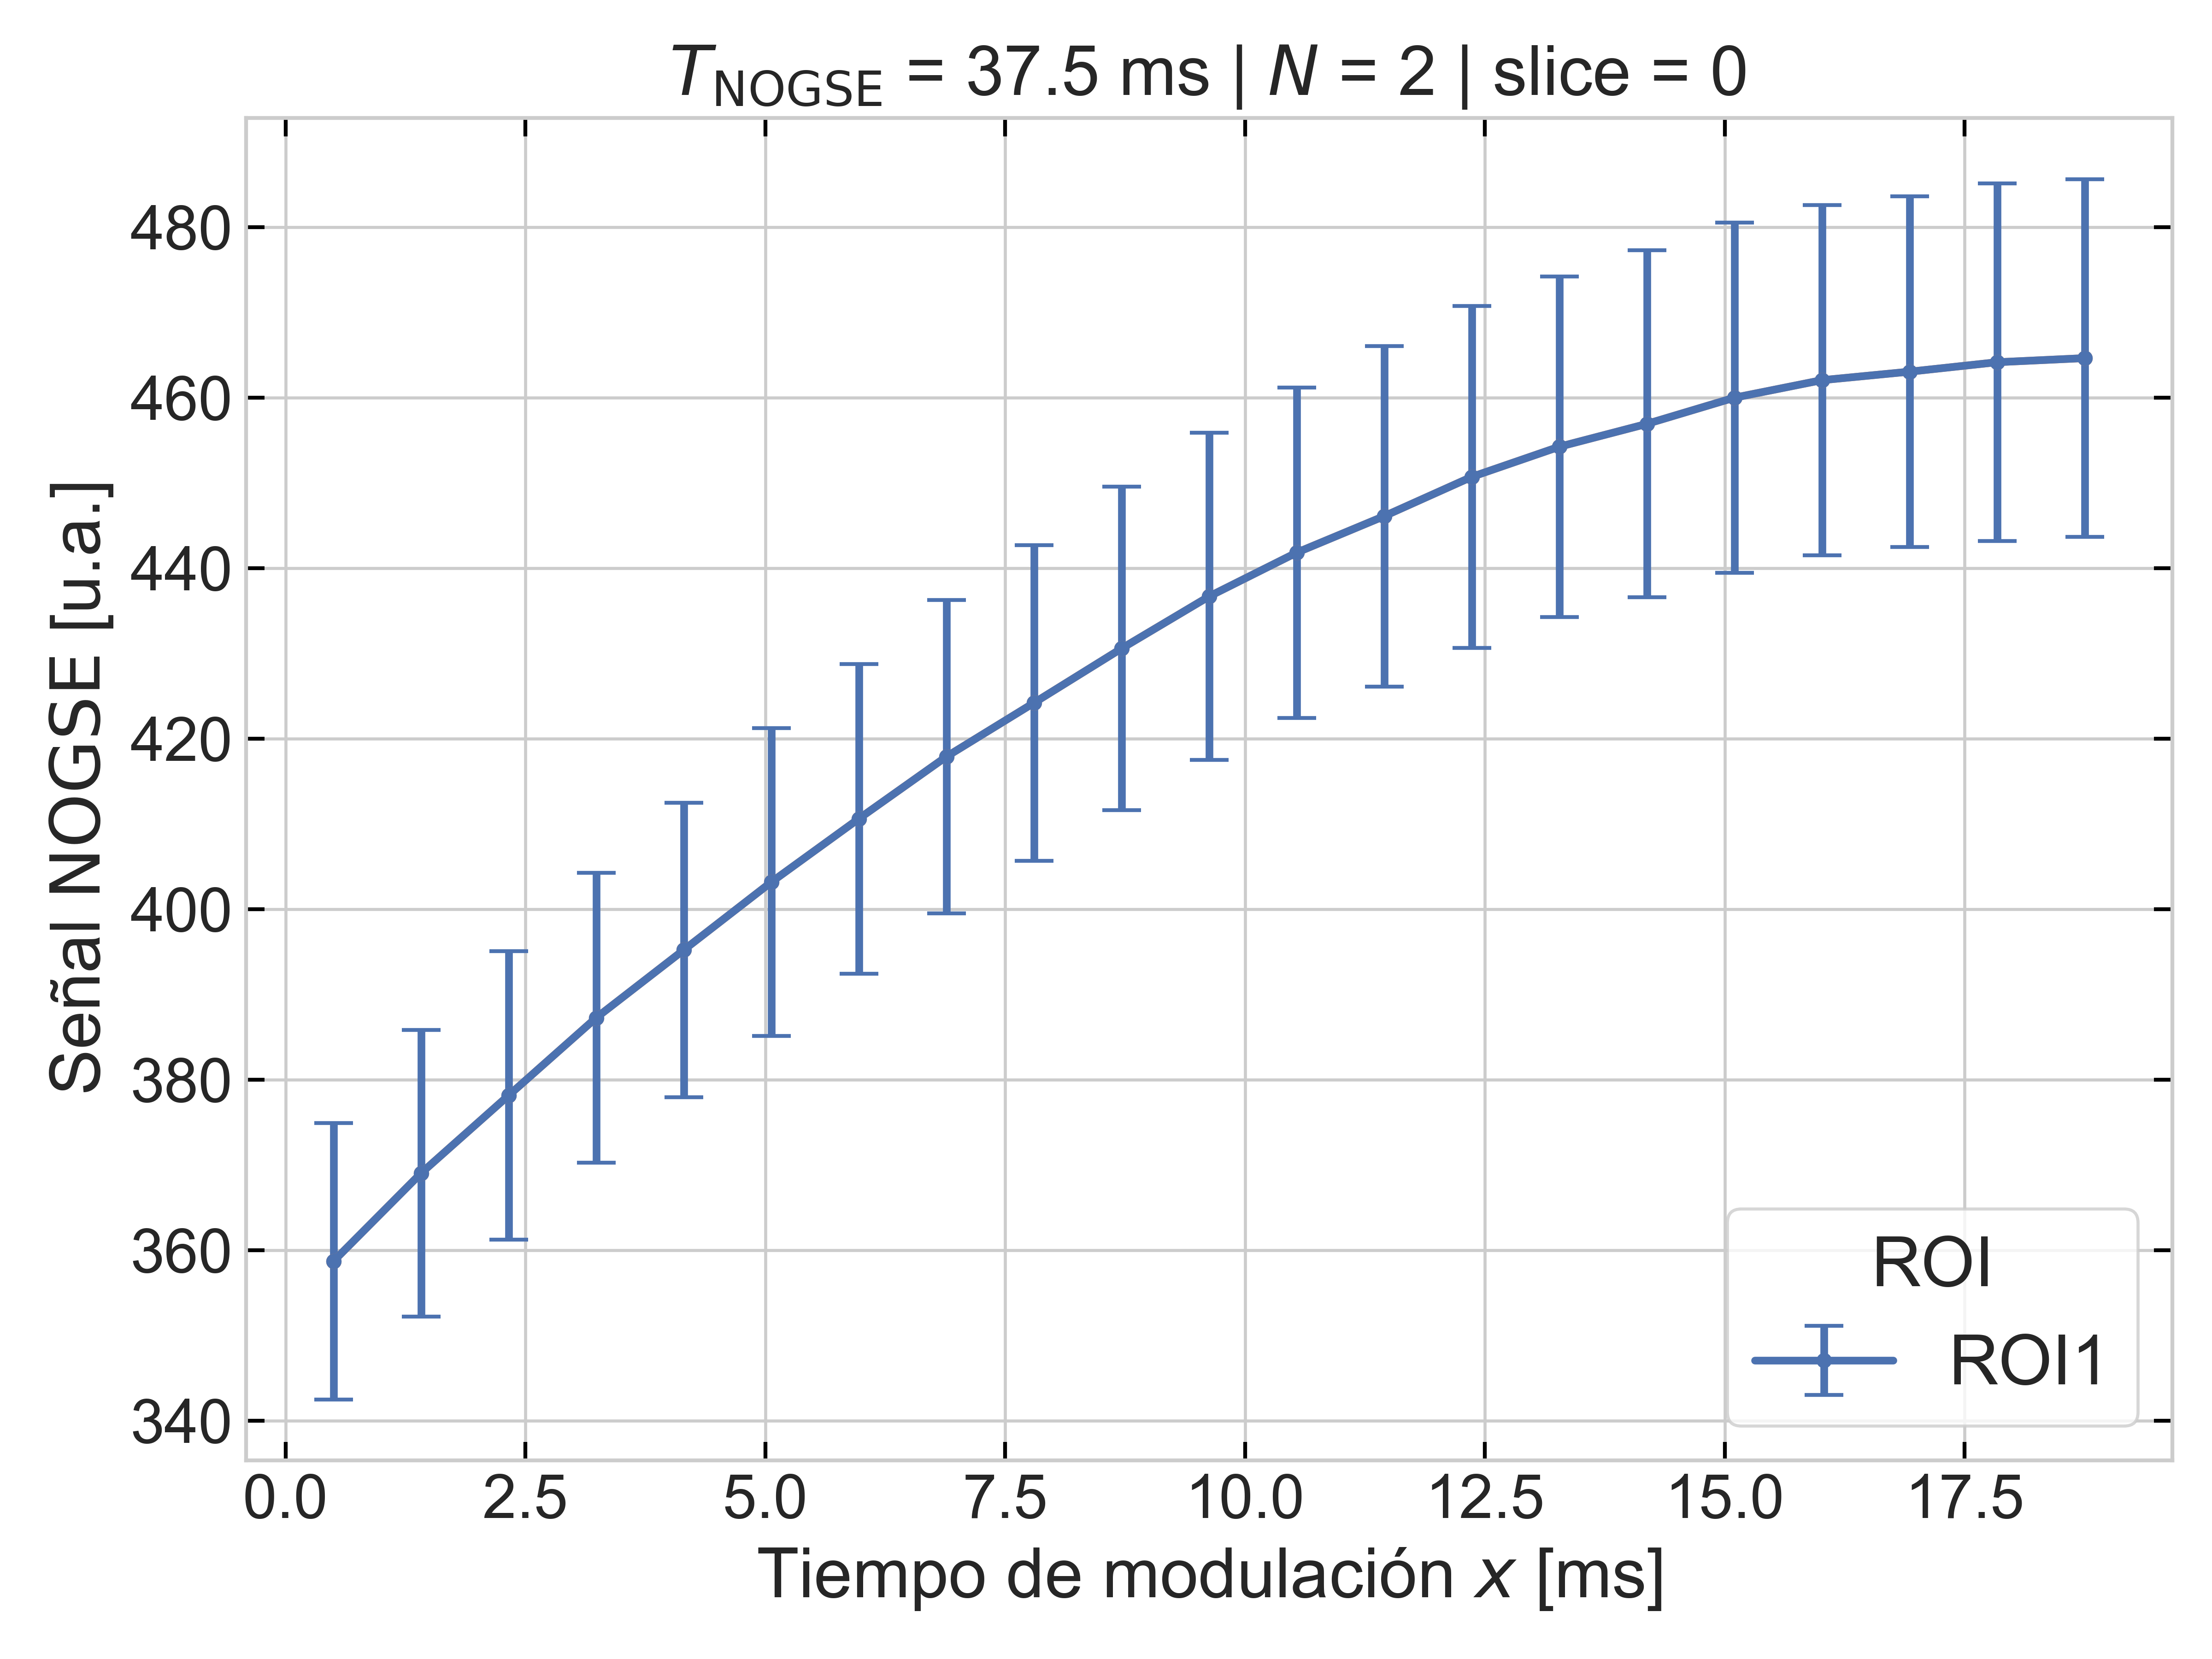 T_NOGSE = 37.5 ms | N = 2 | slice = 0
Señal NOGSE [u.a.]
480
460
440
420
400
380
360
340
0.0 2.5 5.0 7.5 10.0 12.5 15.0 17.5
Tiempo de modulación x [ms]
ROI
ROI1